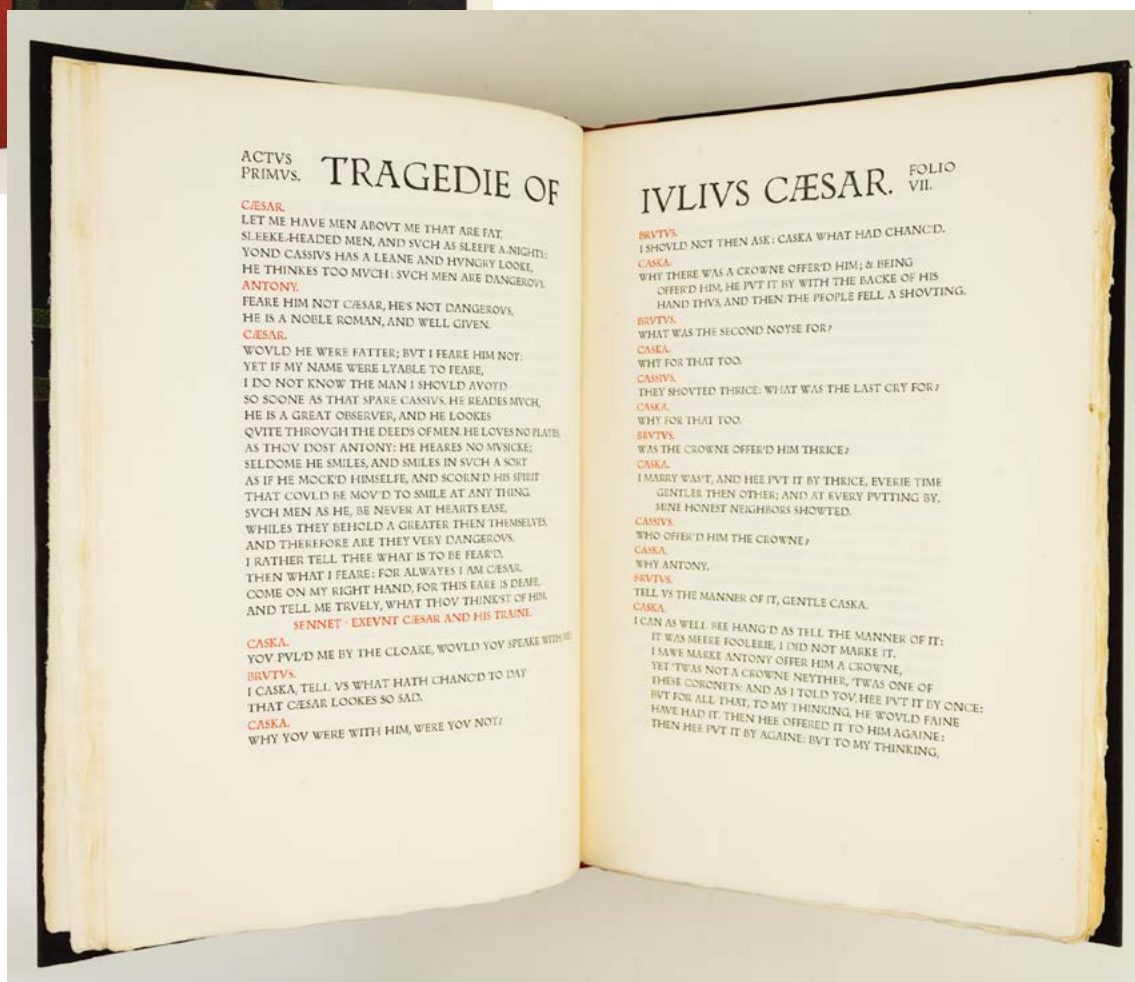 ACTVS
PRIMVS.
TRAGEDIE OF
CÆSAR.
LET ME HAVE MEN ABOVT ME THAT ARE FAT,
SLEEKE-HEADED MEN, AND SVCH AS SLEEPE A-NIGHTS:
YOND CASSIVS HAS A LEANE AND HVNGRY LOOKE,
HE THINKES TOO MVCH: SVCH MEN ARE DANGEROVS.
ANTONY.
FEARE HIM NOT CÆSAR, HE'S NOT DANGEROVS,
HE IS A NOBLE ROMAN, AND WELL GIVEN.
CÆSAR.
WOVLD HE WERE FATTER; BVT I FEARE HIM NOT:
YET IF MY NAME WERE LYABLE TO FEARE,
I DO NOT KNOW THE MAN I SHOVLD AVOYD
SO SOONE AS THAT SPARE CASSIVS. HE READES MVCH,
HE IS A GREAT OBSERVER, AND HE LOOKES
QVITE THROVGH THE DEEDS OF MEN. HE LOVES NO PLAYES,
AS THOV DOST ANTONY: HE HEARES NO MVSICKE;
SELDOME HE SMILES, AND SMILES IN SVCH A SORT
AS IF HE MOCK'D HIMSELFE, AND SCORN'D HIS SPIRIT
THAT COVLD BE MOV'D TO SMILE AT ANY THING.
SVCH MEN AS HE, BE NEVER AT HEARTS EASE,
WHILES THEY BEHOLD A GREATER THEN THEMSELVES,
AND THEREFORE ARE THEY VERY DANGEROVS.
I RATHER TELL THEE WHAT IS TO BE FEAR'D,
THEN WHAT I FEARE: FOR ALWAYES I AM CÆSAR.
COME ON MY RIGHT HAND, FOR THIS EARE IS DEAFE,
AND TELL ME TRVELY, WHAT THOV THINK'ST OF HIM.
SENNET · EXEVNT CÆSAR AND HIS TRAINE.
CASKA.
YOV PVL'D ME BY THE CLOAKE, WOVLD YOV SPEAKE WITH ME?
BRVTVS.
I CASKA, TELL VS WHAT HATH CHANC'D TO DAY
THAT CÆSAR LOOKES SO SAD.
CASKA.
WHY YOV WERE WITH HIM, WERE YOV NOT?
IVLIVS CÆSAR.
FOLIO
VII.
BRVTVS.
I SHOVLD NOT THEN ASK: CASKA WHAT HAD CHANC'D.
CASKA.
WHY THERE WAS A CROWNE OFFER'D HIM; & BEING
OFFER'D HIM, HE PVT IT BY WITH THE BACKE OF HIS
HAND THVS, AND THEN THE PEOPLE FELL A SHOVTING.
BRVTVS.
WHAT WAS THE SECOND NOYSE FOR?
CASKA.
WHY FOR THAT TOO.
CASSIVS.
THEY SHOVTED THRICE: WHAT WAS THE LAST CRY FOR?
CASKA.
WHY FOR THAT TOO.
BRVTVS.
WAS THE CROWNE OFFER'D HIM THRICE?
CASKA.
I MARRY WAS'T, AND HEE PVT IT BY THRICE, EVERIE TIME
GENTLER THEN OTHER; AND AT EVERY PVTTING BY,
MINE HONEST NEIGHBORS SHOWTED.
CASSIVS.
WHO OFFER'D HIM THE CROWNE?
CASKA.
WHY ANTONY.
BRVTVS.
TELL VS THE MANNER OF IT, GENTLE CASKA.
CASKA.
I CAN AS WELL BEE HANG'D AS TELL THE MANNER OF IT:
IT WAS MEERE FOOLERIE, I DID NOT MARKE IT.
I SAWE MARKE ANTONY OFFER HIM A CROWNE,
YET 'TWAS NOT A CROWNE NEYTHER, 'TWAS ONE OF
THESE CORONETS: AND AS I TOLD YOV, HEE PVT IT BY ONCE:
BVT FOR ALL THAT, TO MY THINKING, HE WOVLD FAINE
HAVE HAD IT. THEN HEE OFFERED IT TO HIM AGAINE:
THEN HEE PVT IT BY AGAINE: BVT TO MY THINKING,